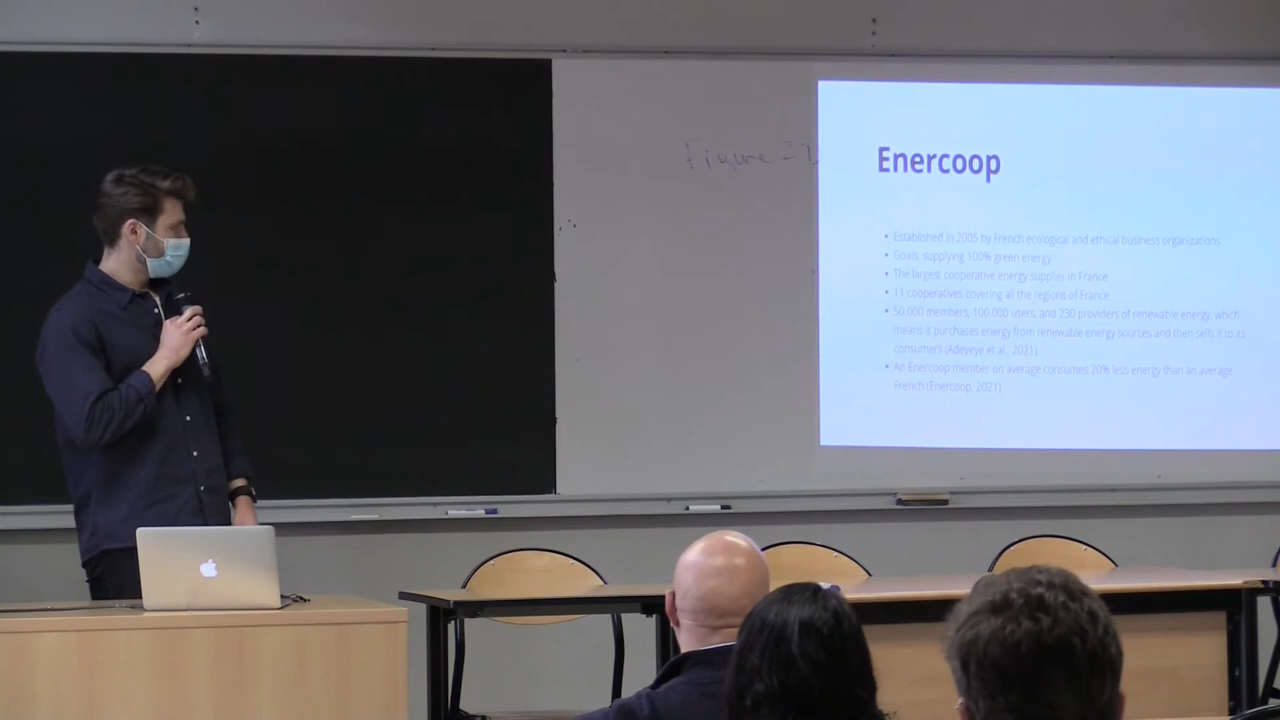 Figure
Enercoop
• Established in 2005 by French ecological and ethical business organizations
• Goals: supplying 100% green energy
• The largest cooperative energy supplier in France
• 11 cooperatives covering all the regions of France
• 50.000 members, 100.000 users, and 230 providers of renewable energy, which
means it purchases energy from renewable energy sources and then sells it to its
consumers (Adeyeye et al., 2021).
• An Enercoop member on average consumes 20% less energy than an average
French (Enercoop, 2021)